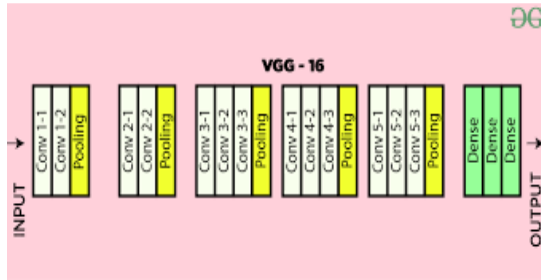 VGG - 16
INPUT
Conv 1-1
Conv 1-2
Pooling
Conv 2-1
Conv 2-2
Pooling
Conv 3-1
Conv 3-2
Conv 3-3
Pooling
Conv 4-1
Conv 4-2
Conv 4-3
Pooling
Conv 5-1
Conv 5-2
Conv 5-3
Pooling
Dense
Dense
Dense
OUTPUT